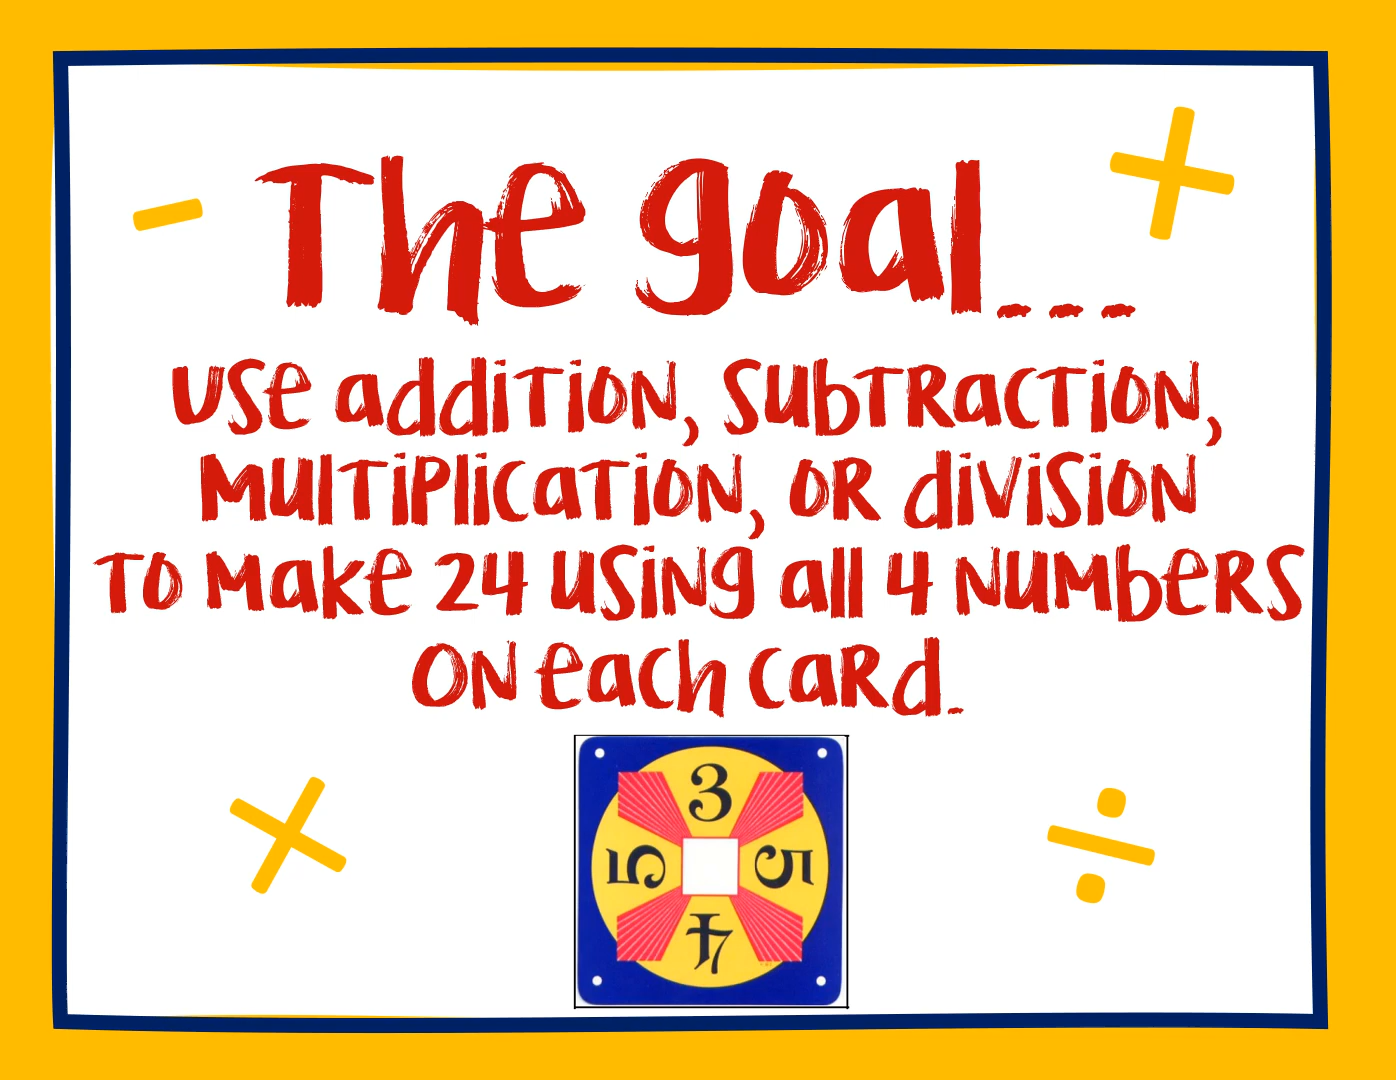 The goal...
use addition, subtraction,
multiplication, or division
to make 24 using all 4 numbers
on each card.
3
5 5
4